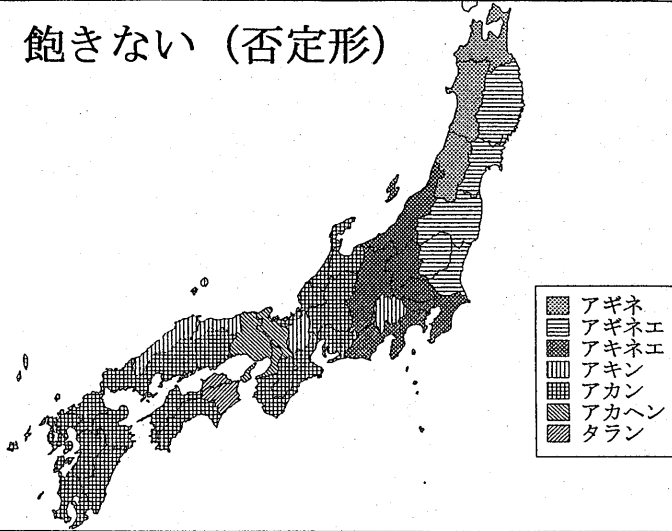 飽きない（否定形）
アギネ
アギネエ
アキネエ
アキン
アカン
アカヘン
タラン